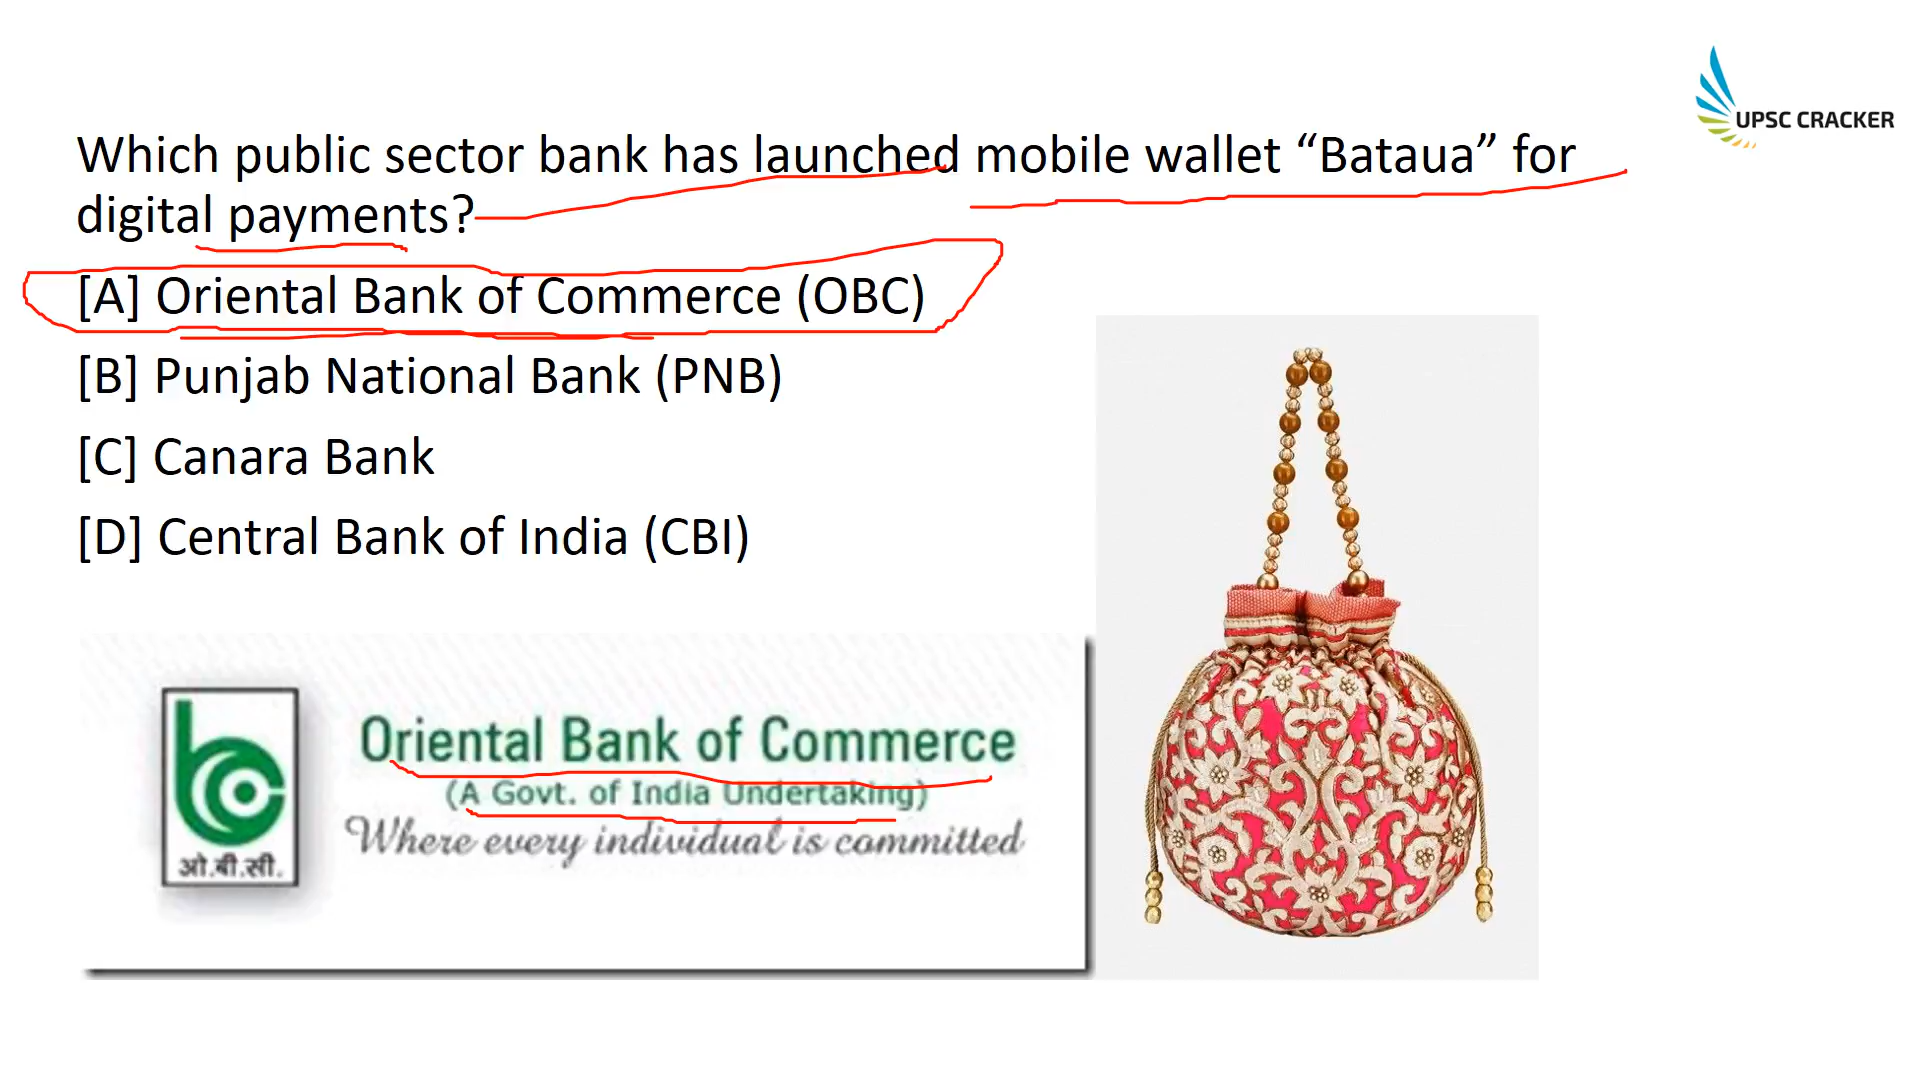 UPSC CRACKER
Which public sector bank has launched mobile wallet “Bataua” for
digital payments?
[A] Oriental Bank of Commerce (OBC)
[B] Punjab National Bank (PNB)
[C] Canara Bank
[D] Central Bank of India (CBI)
Oriental Bank of Commerce
(A Govt. of India Undertaking)
Where every individual is committed
ओ.बी.सी.